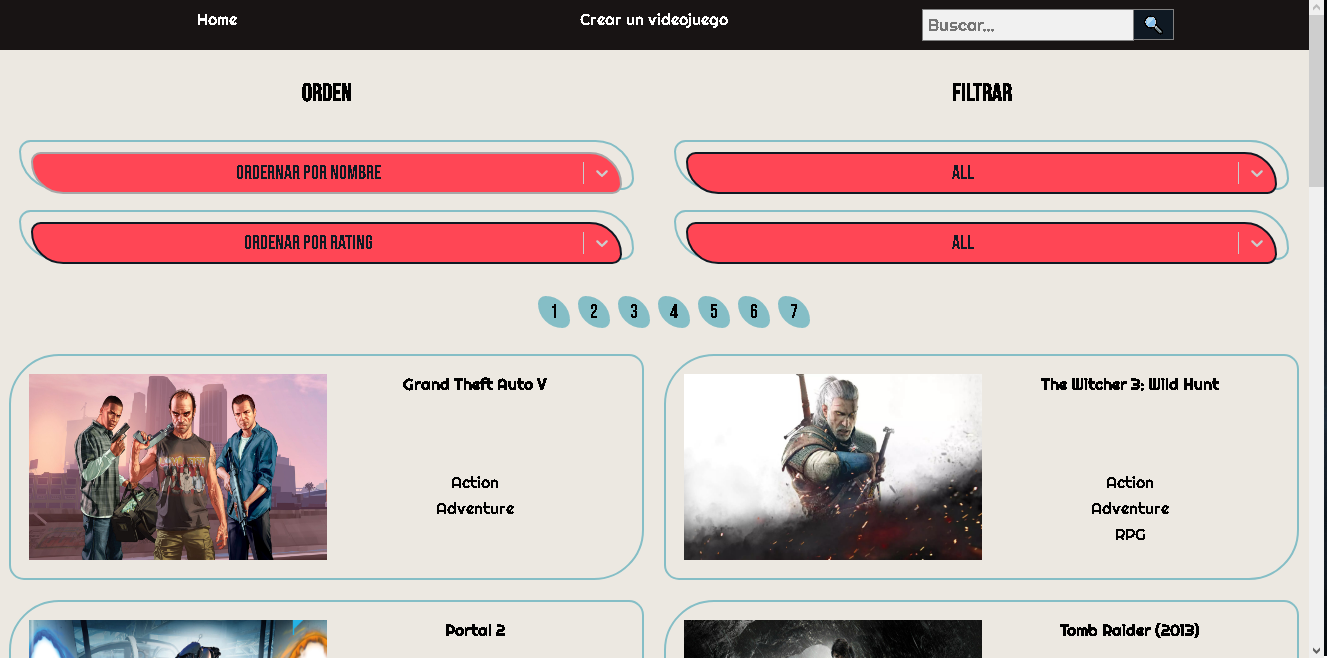 Home
Crear un videojuego
Buscar...
ORDEN
FILTRAR
ORDERNAR POR NOMBRE
ALL
ORDENAR POR RATING
ALL
1 2 3 4 5 6 7
Grand Theft Auto V
Action
Adventure
The Witcher 3: Wild Hunt
Action
Adventure
RPG
Portal 2
Tomb Raider (2013)